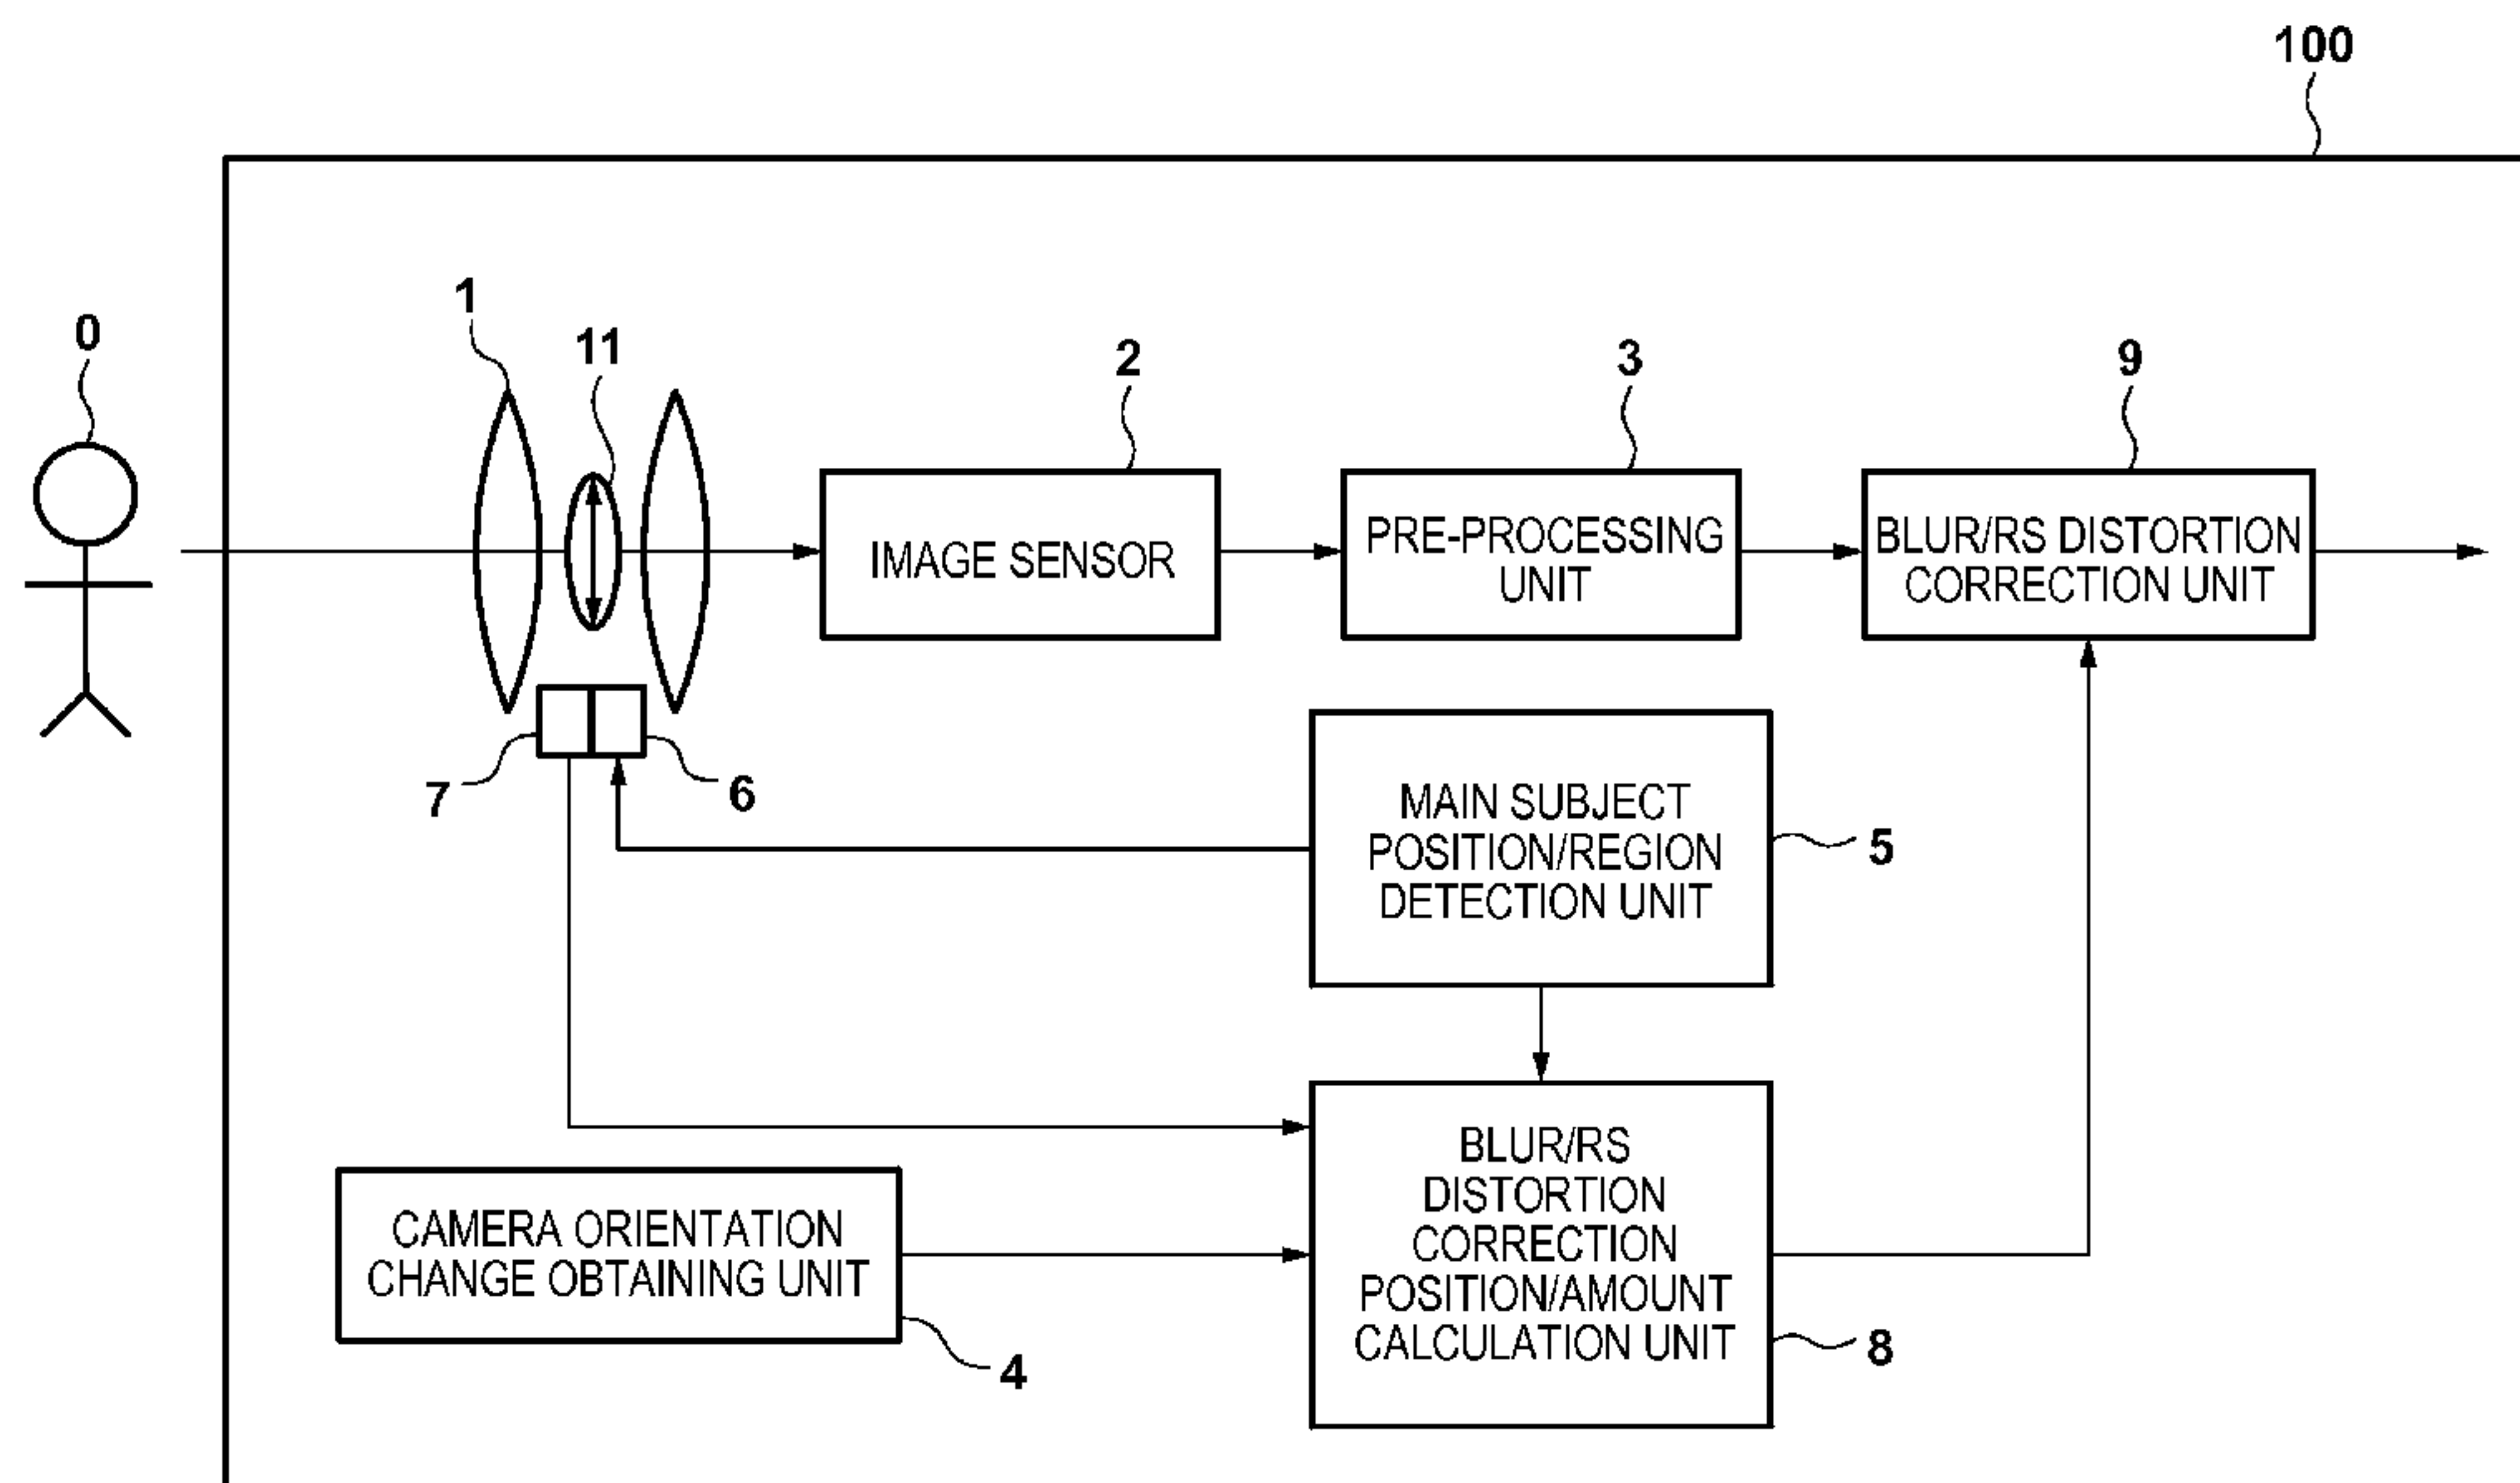 100
1
0
11
2
3
9
IMAGE SENSOR
PRE-PROCESSING
UNIT
BLUR/RS DISTORTION
CORRECTION UNIT
7
6
MAIN SUBJECT
POSITION/REGION
DETECTION UNIT
5
BLUR/RS
DISTORTION
CORRECTION
POSITION/AMOUNT
CALCULATION UNIT
8
CAMERA ORIENTATION
CHANGE OBTAINING UNIT
4